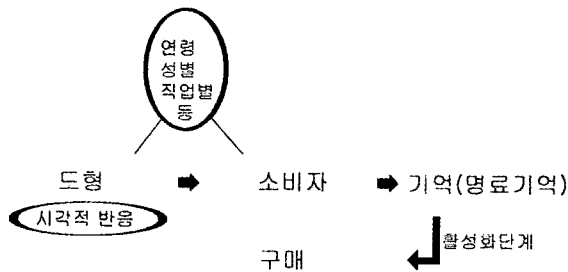 연령
성별
직업별
등
드형 ➡ 소비자 ➡ 기억(명료기억)
시각적 반응
활성화단계
구매